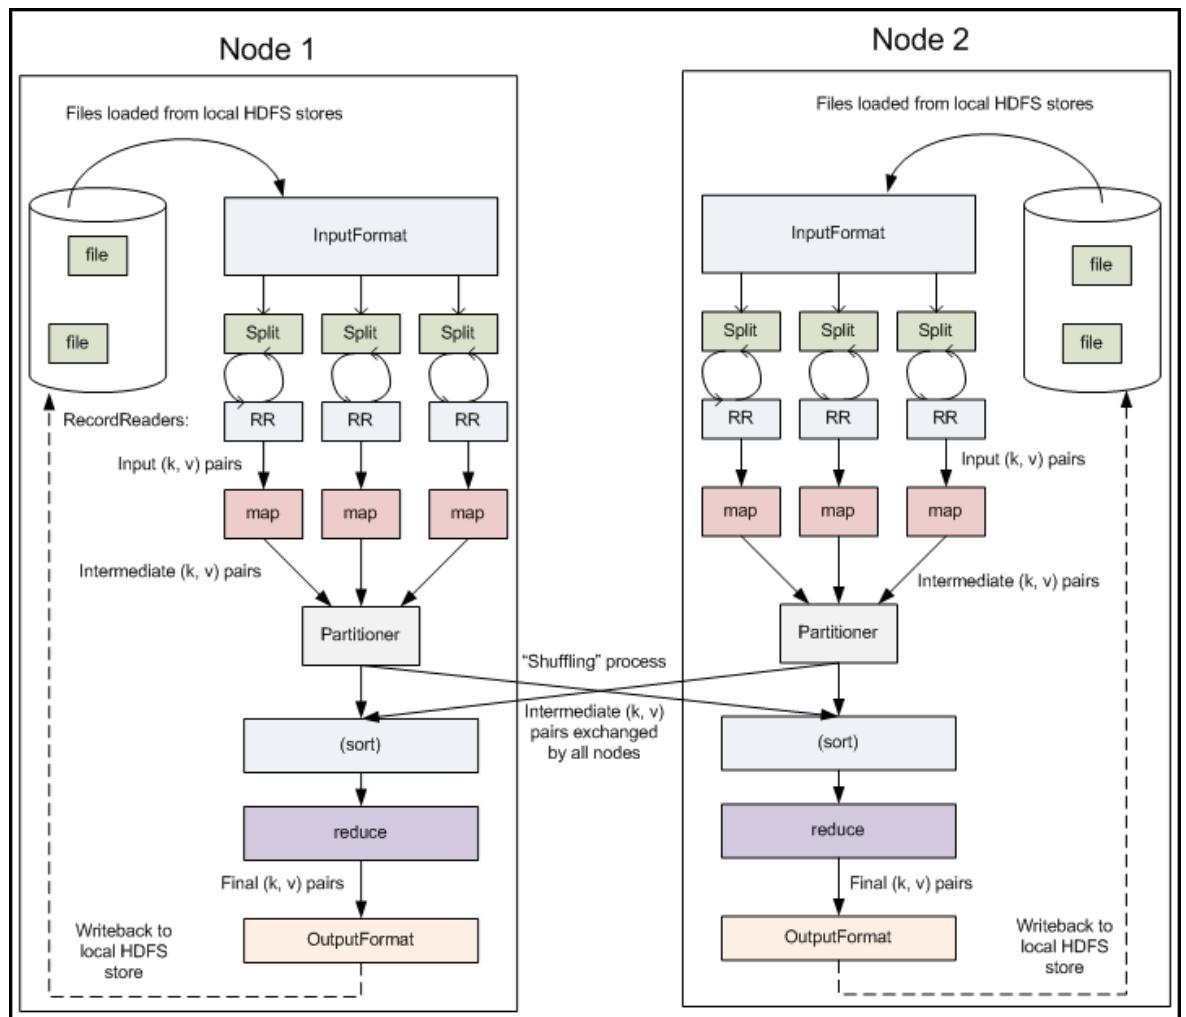 Node 1
Files loaded from local HDFS stores
InputFormat
file
file
Split
Split
Split
RecordReaders:
RR
RR
RR
Input (k, v) pairs
map
map
map
Intermediate (k, v) pairs
Partitioner
(sort)
reduce
Final (k, v) pairs
OutputFormat
Writeback to
local HDFS
store
“Shuffling” process
Intermediate (k, v)
pairs exchanged
by all nodes
Node 2
Files loaded from local HDFS stores
InputFormat
file
file
Split
Split
Split
RR
RR
RR
Input (k, v) pairs
map
map
map
Intermediate (k, v) pairs
Partitioner
(sort)
reduce
Final (k, v) pairs
OutputFormat
Writeback to
local HDFS
store